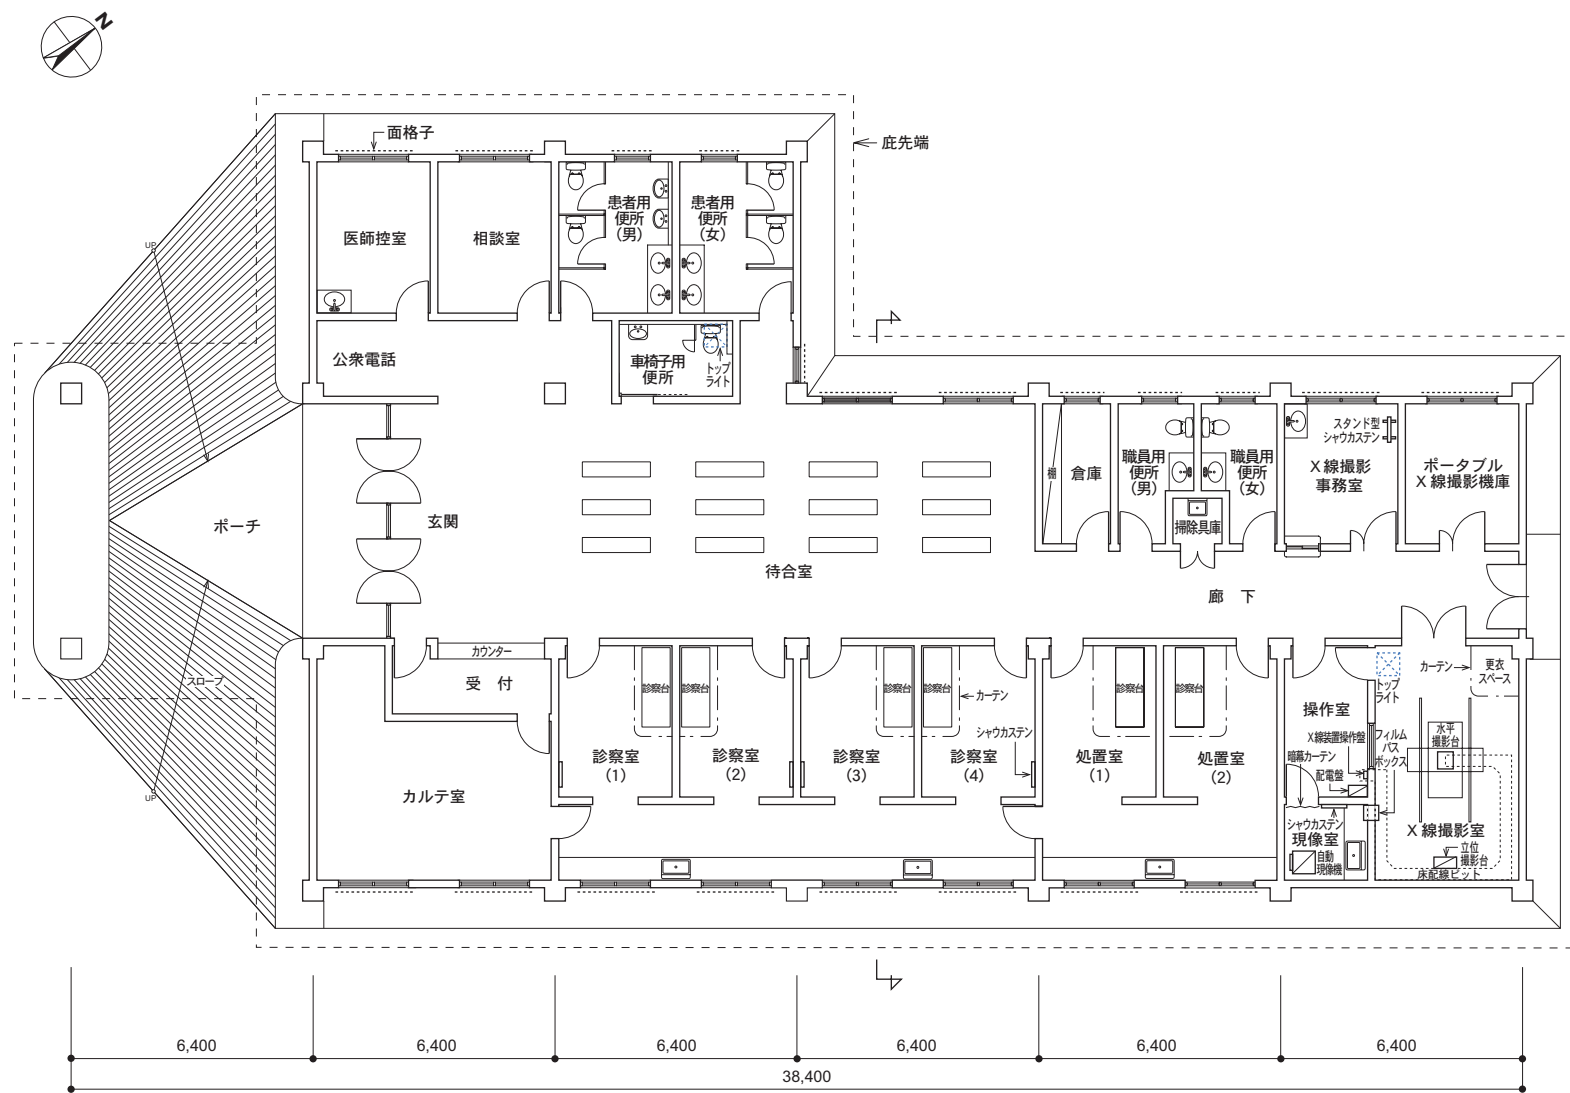 N
面格子
庇先端
UP
医師控室
相談室
患者用
便所
(男)
患者用
便所
(女)
公衆電話
車椅子用
便所
トップ
ライト
棚
倉庫
職員用
便所
(男)
職員用
便所
(女)
掃除具庫
スタンド型
シャウカステン
X線撮影
事務室
ポータブル
X線撮影機庫
ポーチ
玄関
待合室
廊 下
スロープ
UP
カウンター
受 付
カルテ室
診察台
診察台
診察台
診察台
診察台
診察台
カーテン
シャウカステン
診察室
(1)
診察室
(2)
診察室
(3)
診察室
(4)
処置室
(1)
処置室
(2)
トップ
ライト
カーテン
更衣
スペース
操作室
X線装置操作盤
暗幕カーテン
配電盤
フィルム
パス
ボックス
水平
撮影台
シャウカステン
現像室
自動
現像機
X線撮影室
立位
撮影台
床配線ピット
6,400
6,400
6,400
6,400
6,400
6,400
38,400